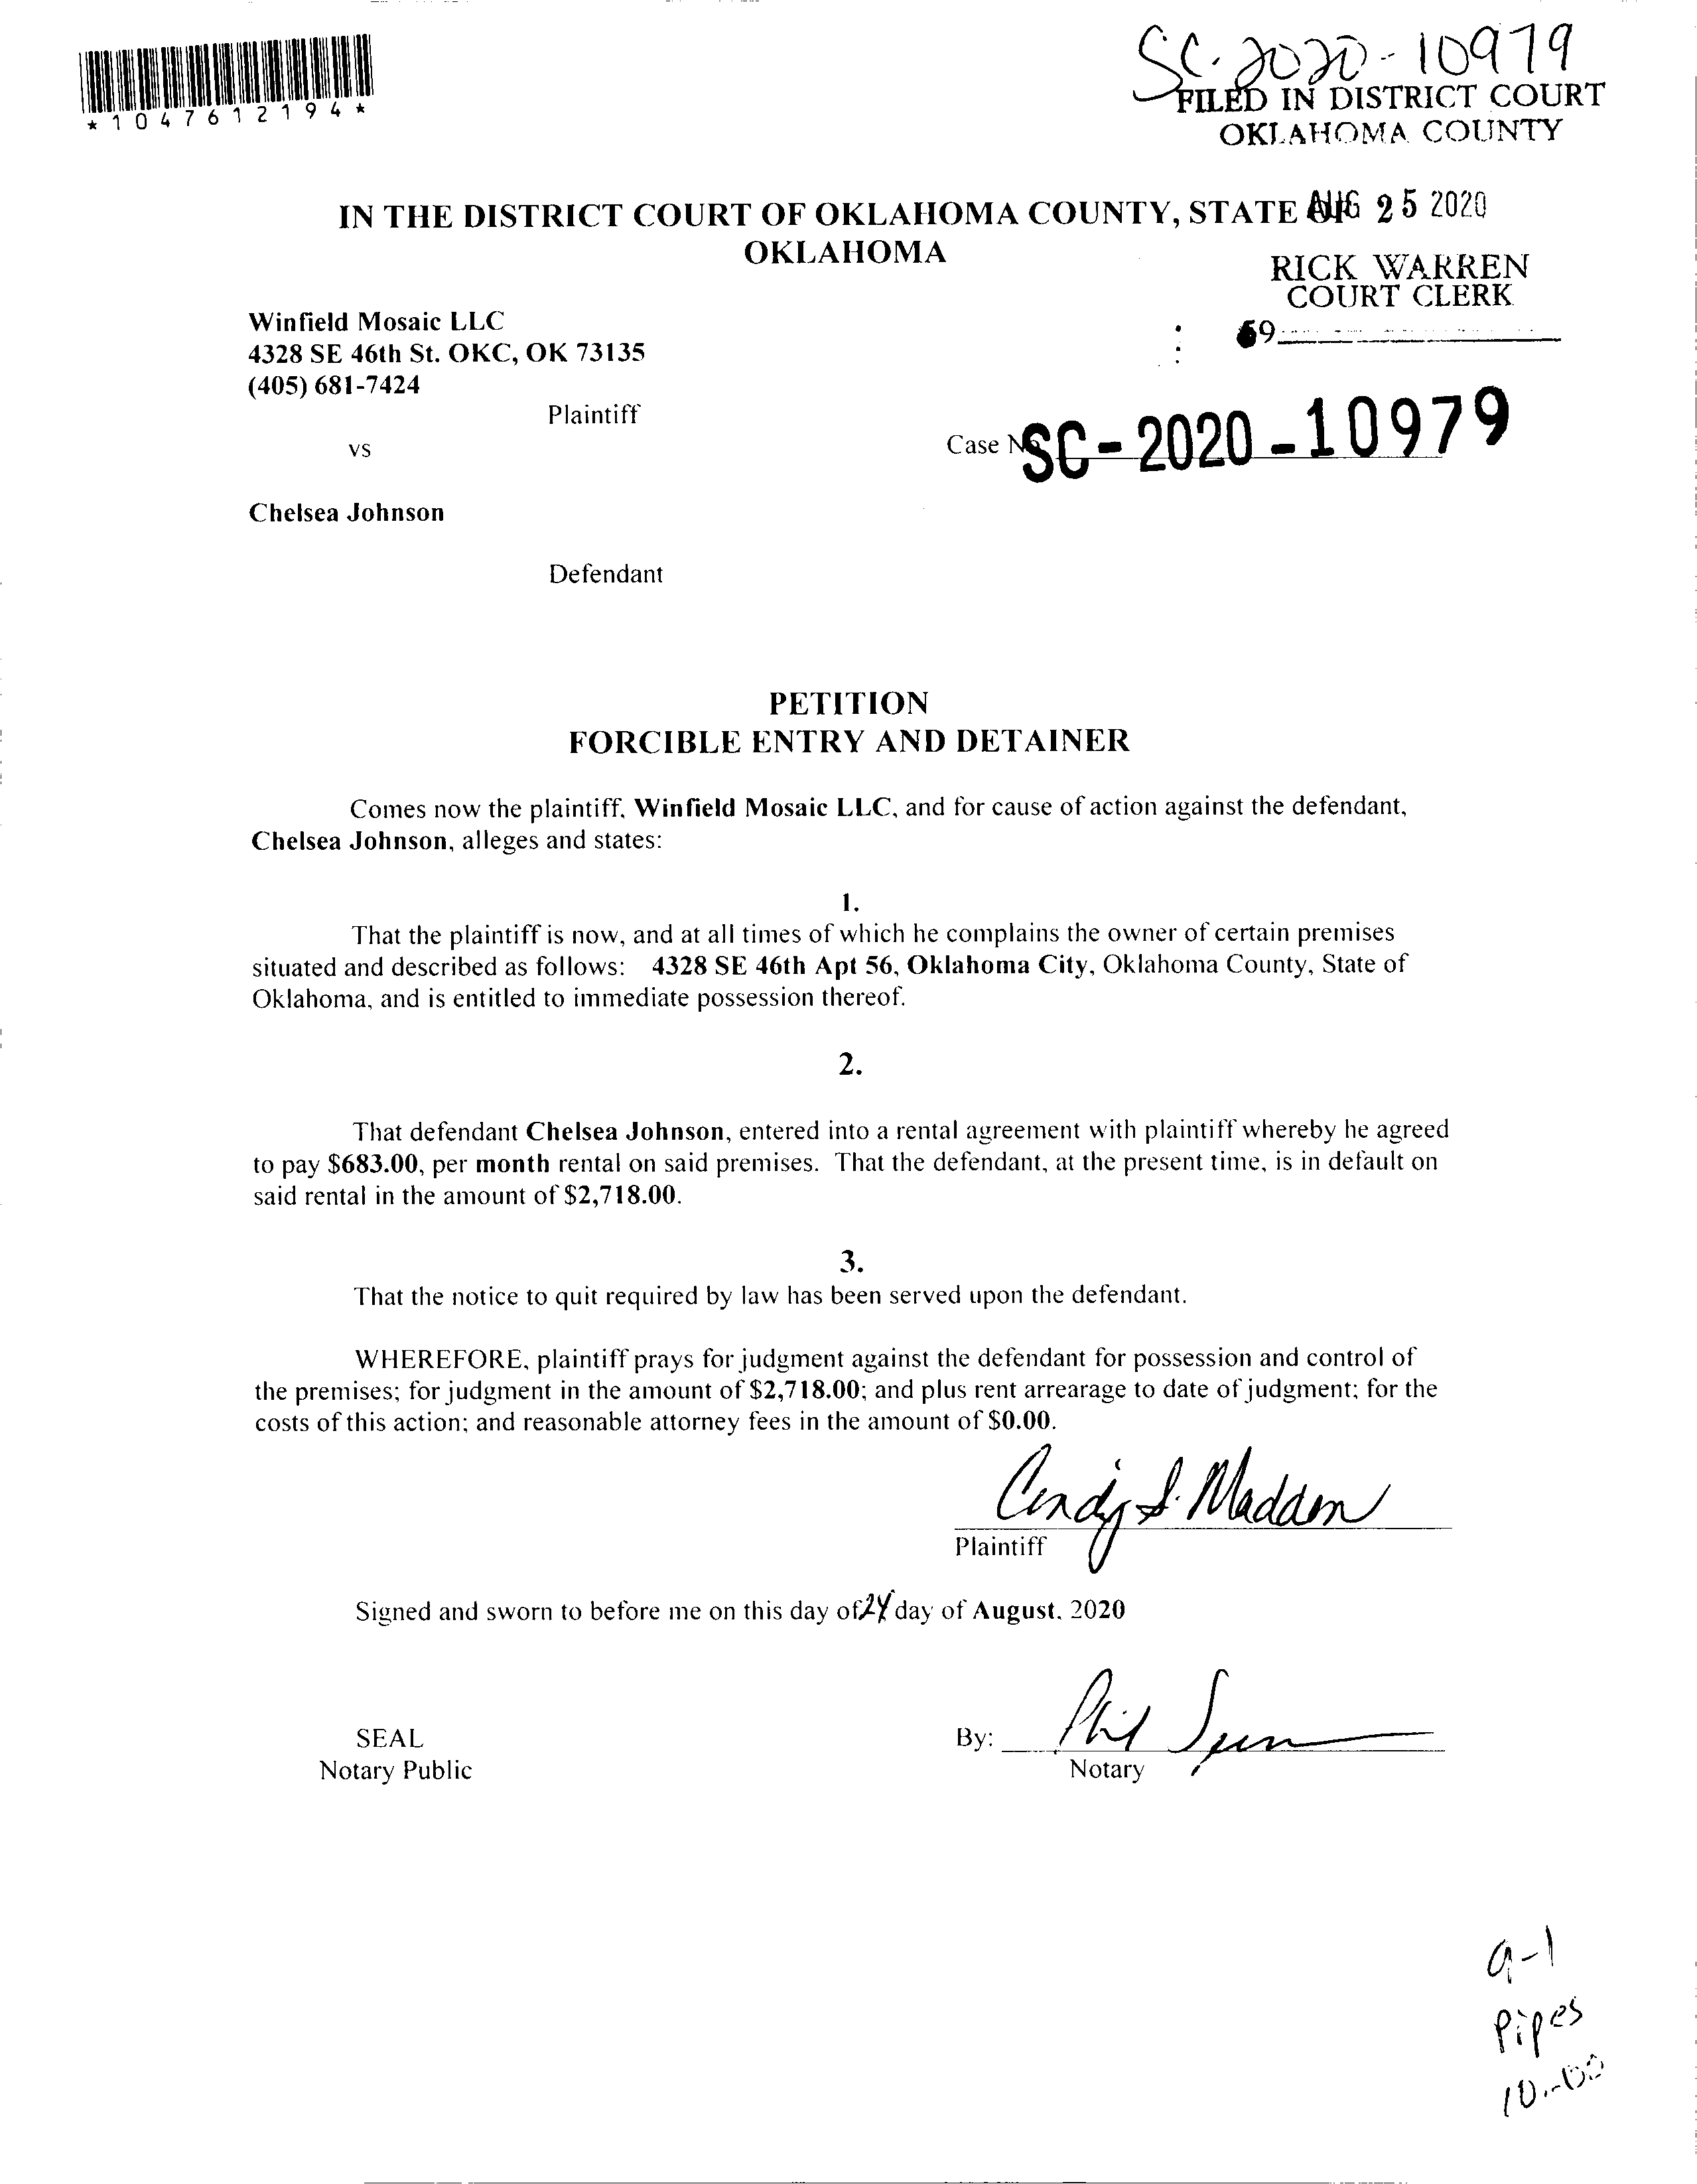 SC-2020-10979
*1047612194*
FILED IN DISTRICT COURT
OKLAHOMA COUNTY
IN THE DISTRICT COURT OF OKLAHOMA COUNTY, STATE AUG 25 2020
OKLAHOMA
RICK WARREN
COURT CLERK
Winfield Mosaic LLC
69
4328 SE 46th St. OKC, OK 73135
(405) 681-7424
Plaintiff
vs
Case No SC-2020-10979
Chelsea Johnson
Defendant
PETITION
FORCIBLE ENTRY AND DETAINER
Comes now the plaintiff, Winfield Mosaic LLC, and for cause of action against the defendant,
Chelsea Johnson, alleges and states:
1.
That the plaintiff is now, and at all times of which he complains the owner of certain premises
situated and described as follows: 4328 SE 46th Apt 56, Oklahoma City, Oklahoma County, State of
Oklahoma, and is entitled to immediate possession thereof.
2.
That defendant Chelsea Johnson, entered into a rental agreement with plaintiff whereby he agreed
to pay $683.00, per month rental on said premises. That the defendant, at the present time, is in default on
said rental in the amount of $2,718.00.
3.
That the notice to quit required by law has been served upon the defendant.
WHEREFORE, plaintiff prays for judgment against the defendant for possession and control of
the premises; for judgment in the amount of $2,718.00; and plus rent arrearage to date of judgment; for the
costs of this action; and reasonable attorney fees in the amount of $0.00.
Cindy S. Madden
Plaintiff
Signed and sworn to before me on this day of 24 day of August, 2020
SEAL
By: Phil
Notary Public
Notary
9-1
Pipes
10:00